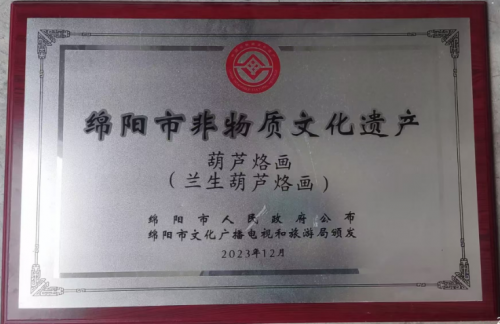 绵阳市非物质文化遗产
葫芦烙画
（兰生葫芦烙画）
绵阳市人民政府公布
绵阳市文化广播电视和旅游局颁发
2023年12月